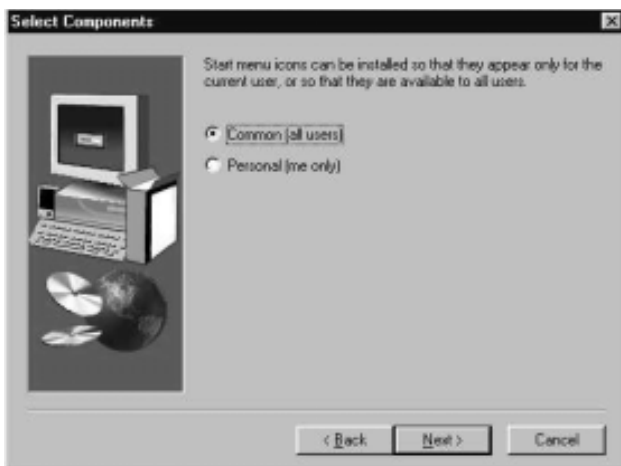 Select Components
Start menu icons can be installed so that they appear only for the
current user, or so that they are available to all users.
Common (all users)
Personal (me only)
< Back
Next >
Cancel